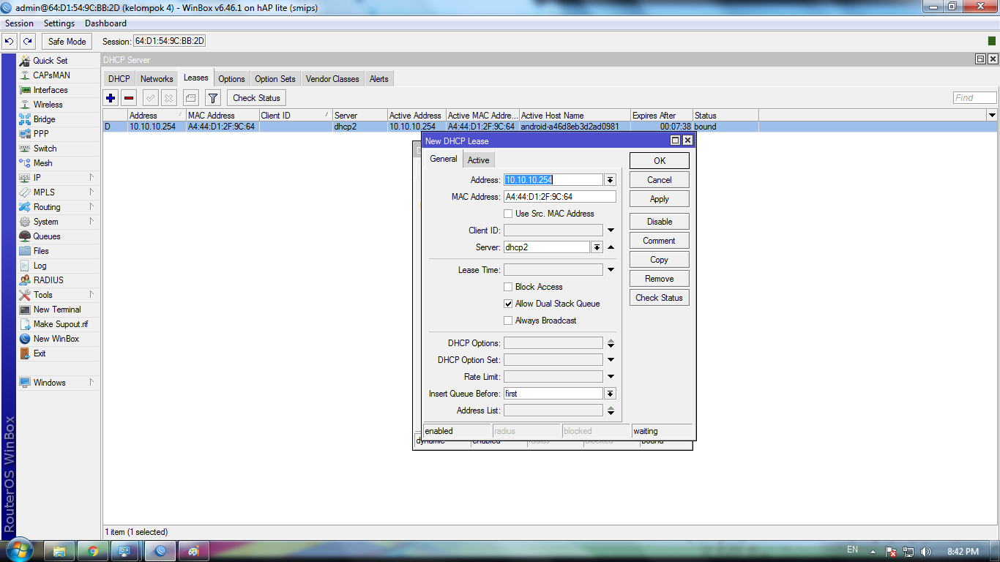 admin@64:D1:54:9C:BB:2D (kelompok 4) - WinBox v6.46.1 on hAP lite (smips)
Session Settings Dashboard
Safe Mode Session: 64:D1:54:9C:BB:2D
Quick Set
CAPsMAN
Interfaces
Wireless
Bridge
PPP
Switch
Mesh
IP
MPLS
Routing
System
Queues
Files
Log
RADIUS
Tools
New Terminal
Make Supout.rif
New WinBox
Exit
Windows
RouterOS WinBox
DHCP Server
DHCP Networks Leases Options Option Sets Vendor Classes Alerts
Check Status Find
Address MAC Address Client ID Server Active Address Active MAC Addre... Active Host Name Expires After Status
D 10.10.10.254 A4:44:D1:2F:9C:64 dhcp2 10.10.10.254 A4:44:D1:2F:9C:64 android-a46d8eb3d2ad0981 00:07:38 bound
New DHCP Lease
General Active
Address: 10.10.10.254
MAC Address: A4:44:D1:2F:9C:64
Use Src. MAC Address
Client ID:
Server: dhcp2
Lease Time:
Block Access
Allow Dual Stack Queue
Always Broadcast
DHCP Options:
DHCP Option Set:
Rate Limit:
Insert Queue Before: first
Address List:
OK
Cancel
Apply
Disable
Comment
Copy
Remove
Check Status
enabled radius blocked waiting
dynamic enabled radius blocked bound
1 item (1 selected)
EN 8:42 PM